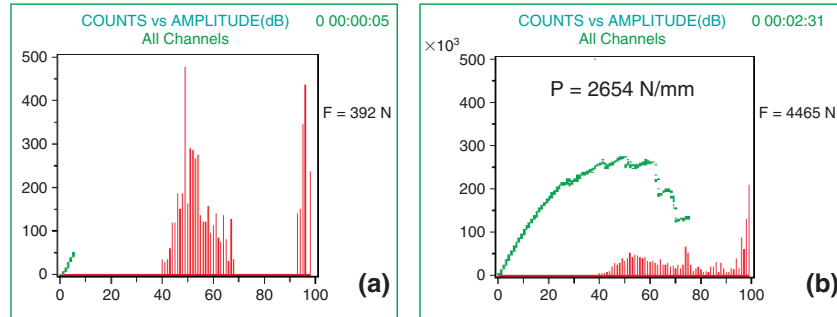 COUNTS vs AMPLITUDE(dB) 0 00:00:05
All Channels
500
400
300
200
100
0
F = 392 N
0 20 40 60 80 100
(a)
COUNTS vs AMPLITUDE(dB) 0 00:02:31
All Channels
×10³
500
400
300
200
100
0
P = 2654 N/mm
F = 4465 N
0 20 40 60 80 100
(b)